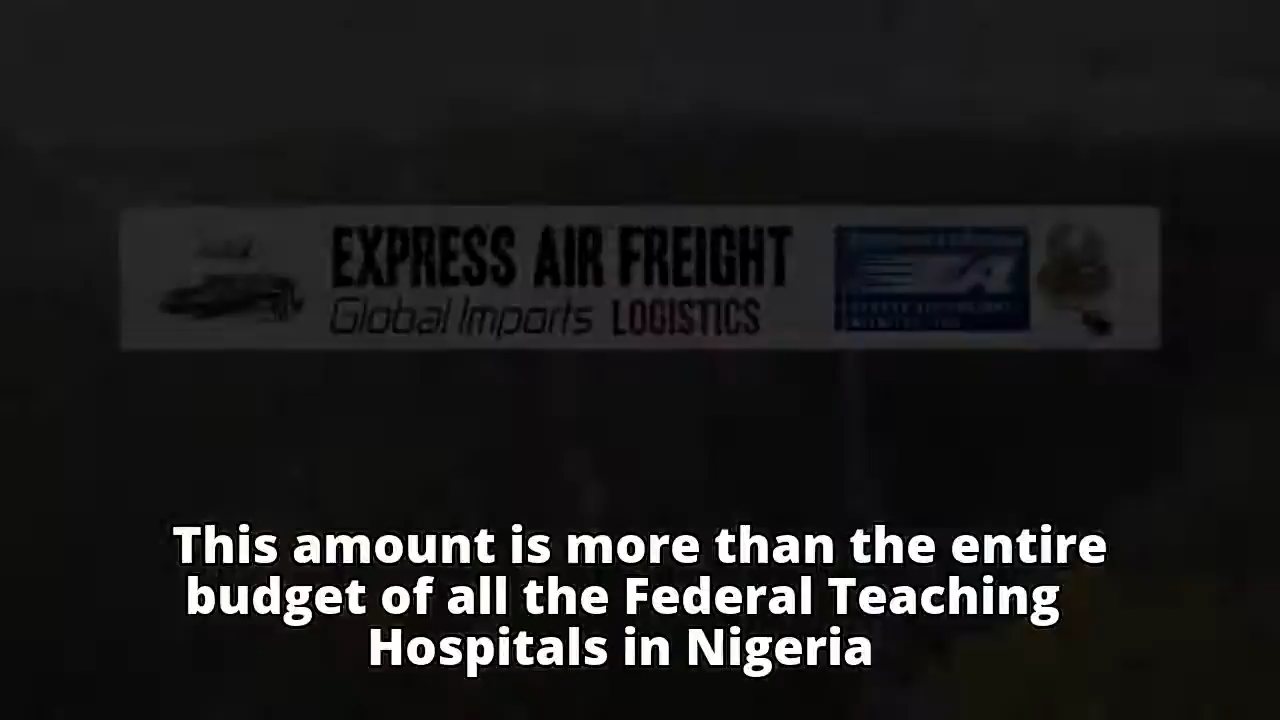 EXPRESS AIR FREIGHT
Global Imports LOGISTICS
This amount is more than the entire
budget of all the Federal Teaching
Hospitals in Nigeria